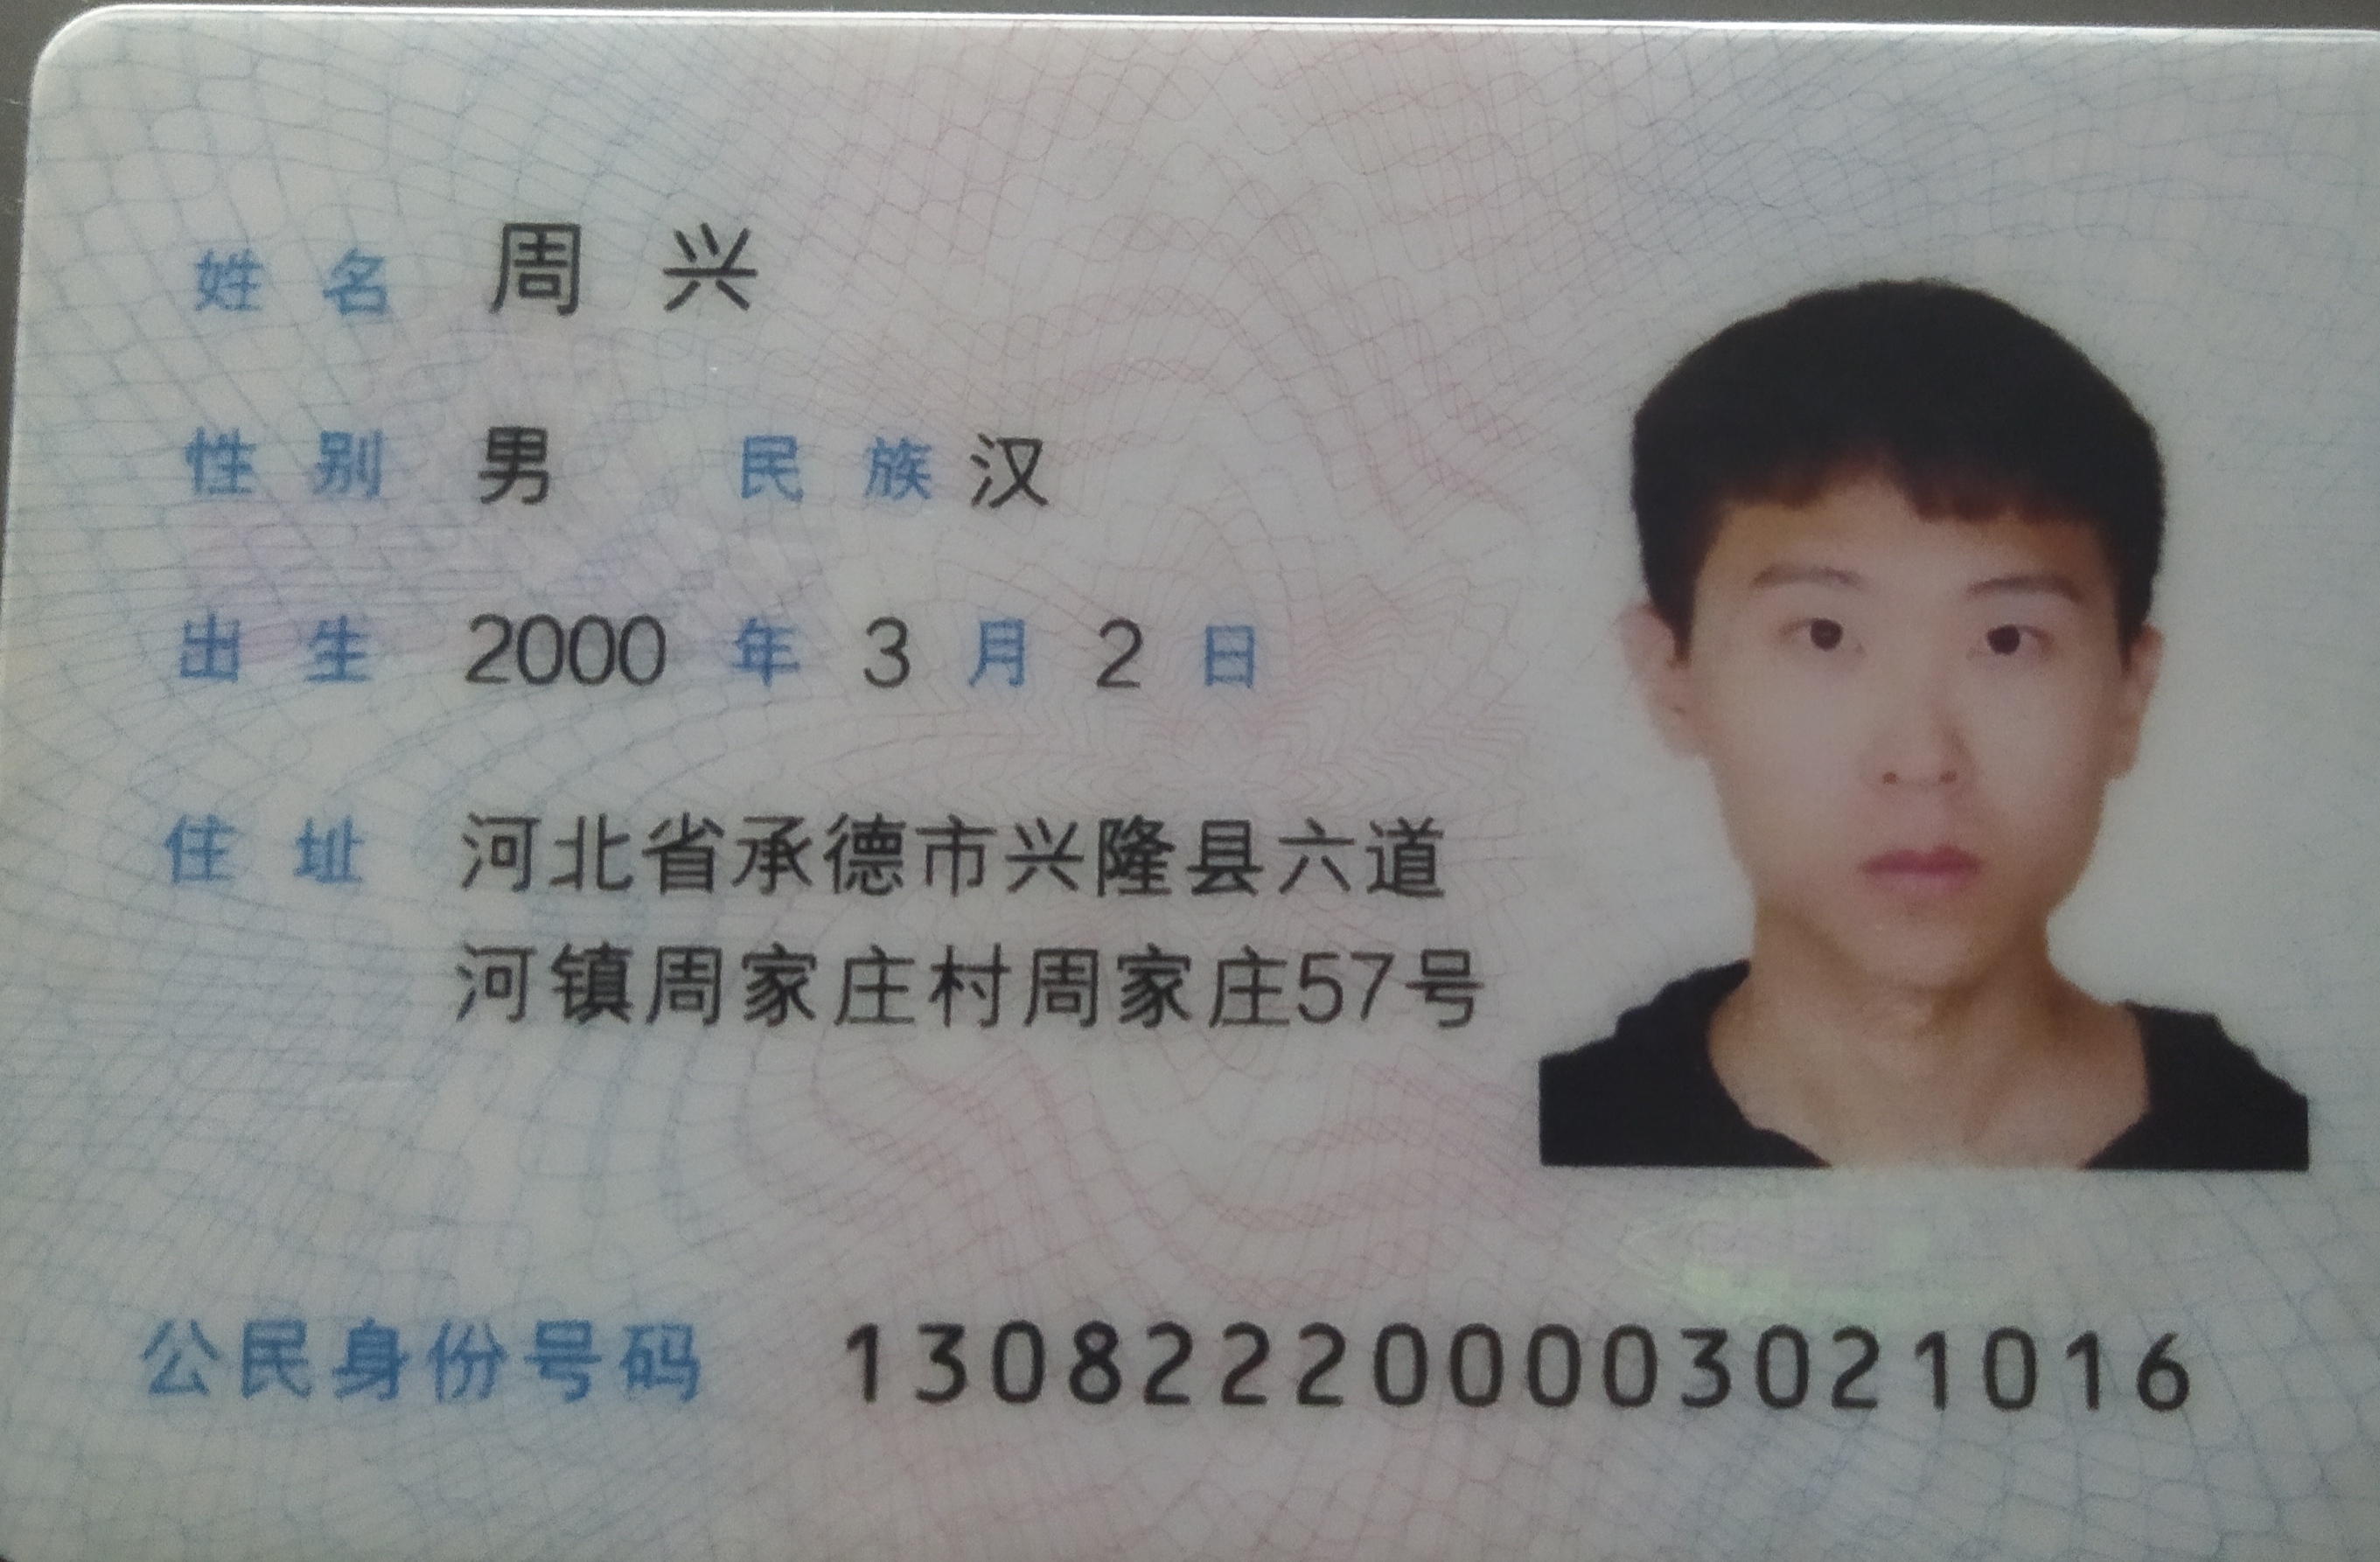 姓名 周兴
性别 男 民族 汉
出生 2000 年 3 月 2 日
住址 河北省承德市兴隆县六道
河镇周家庄村周家庄57号
公民身份号码 130822200003021016